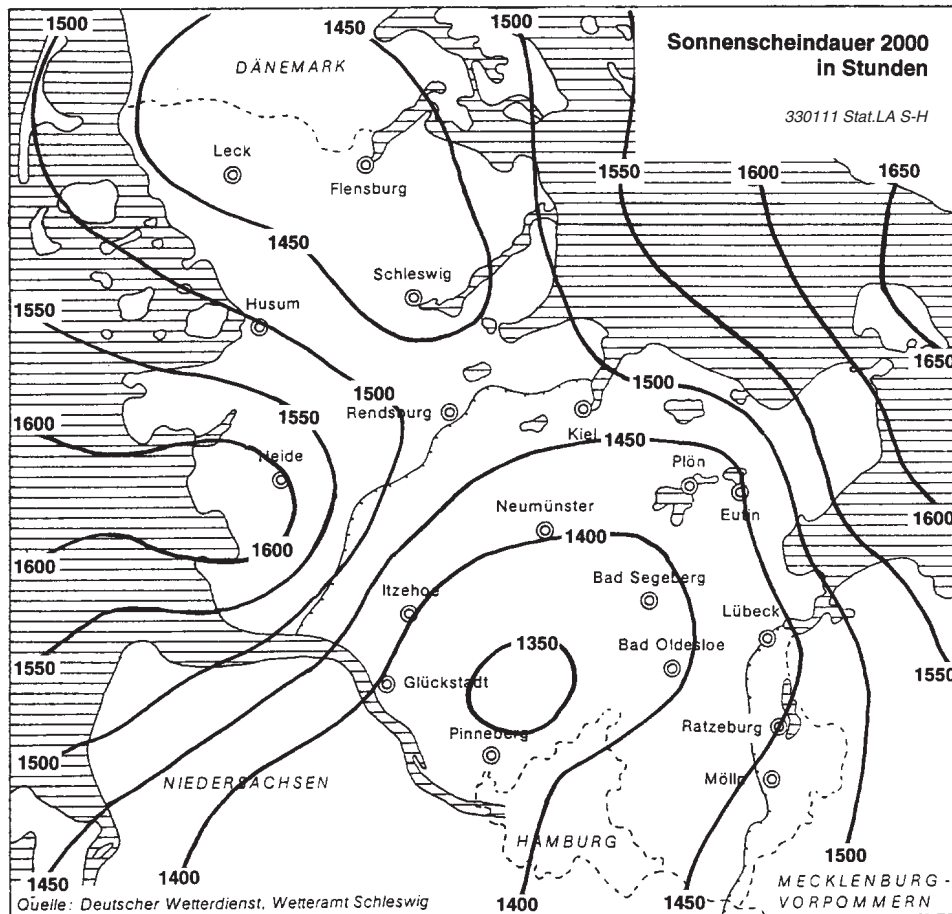 1500
1450
1500
Sonnenscheindauer 2000
in Stunden
DÄNEMARK
330111 Stat.LA S-H
Leck
Flensburg
1550
1600
1650
1450
Schleswig
1550
Husum
1650
1500
1500
1550
Rendsburg
1600
Kiel
1450
Heide
Plön
Neumünster
Eutin
1600
1400
1600
1600
Itzehoe
Bad Segeberg
Lübeck
1350
Bad Oldesloe
1550
1550
Glückstadt
Pinneberg
Ratzeburg
1500
NIEDERSACHSEN
Mölln
HAMBURG
1500
1450
1400
1400
1450
MECKLENBURG-
VORPOMMERN
Quelle: Deutscher Wetterdienst, Wetteramt Schleswig